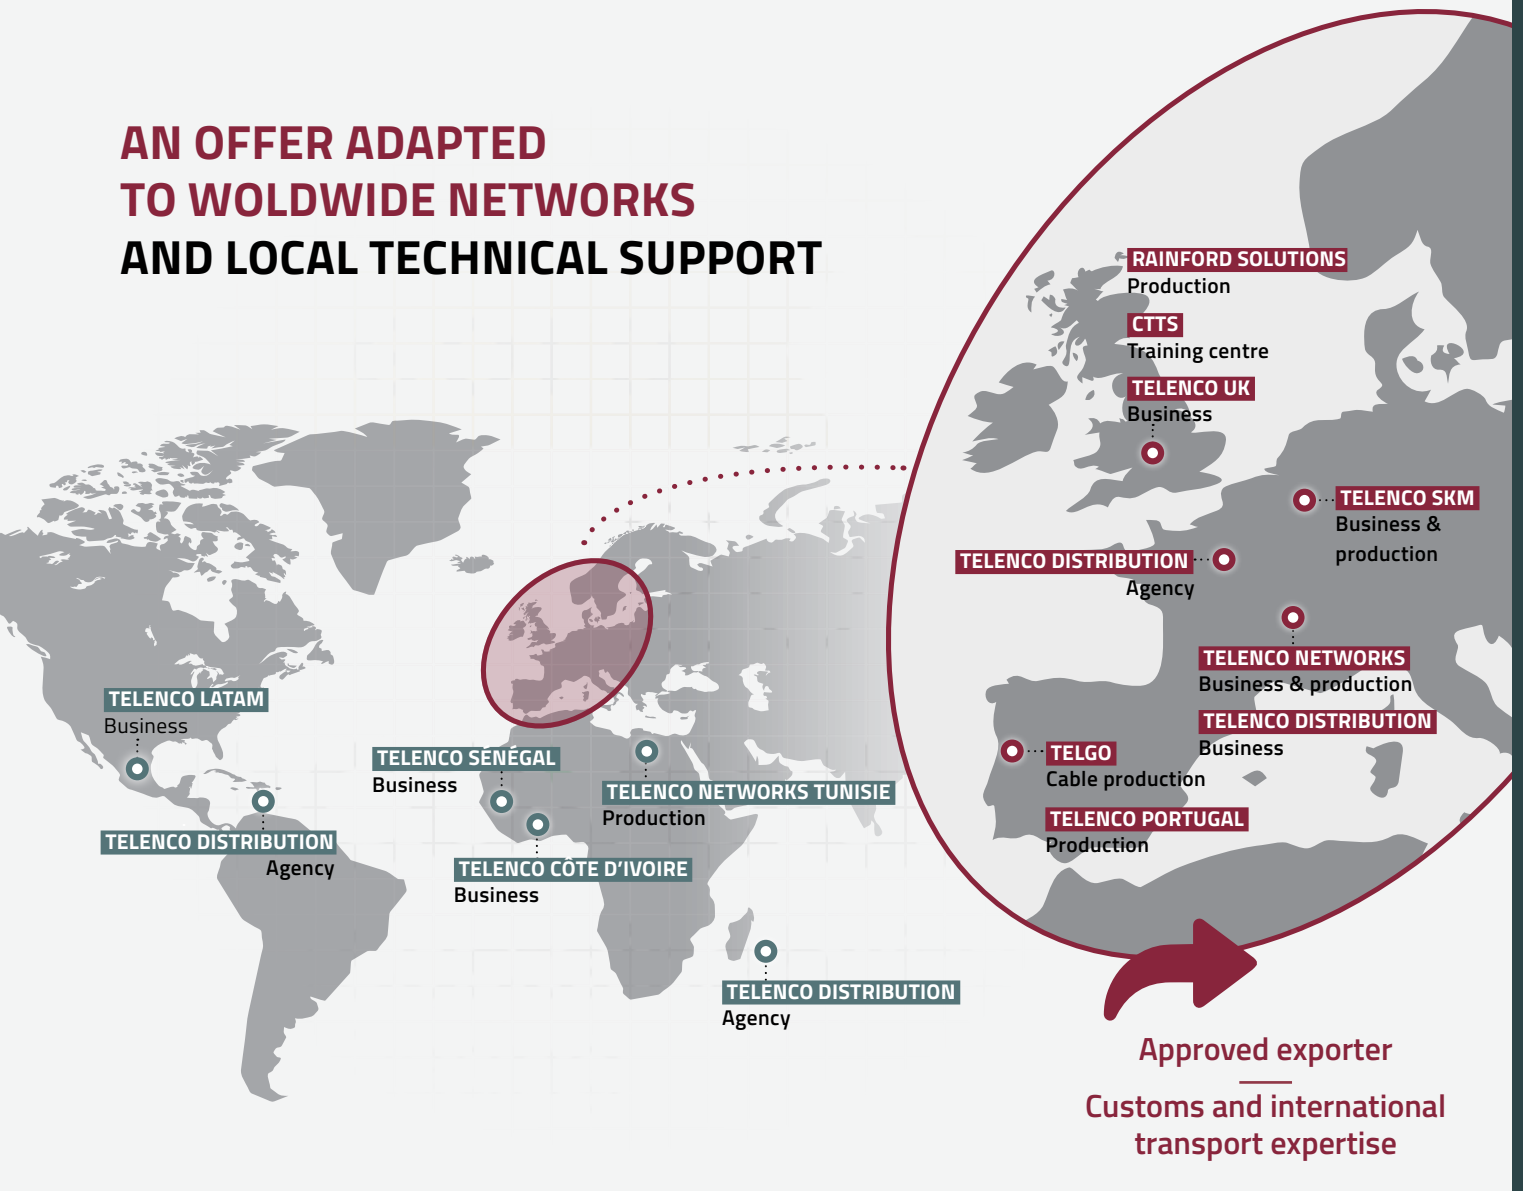 AN OFFER ADAPTED
TO WOLDWIDE NETWORKS
AND LOCAL TECHNICAL SUPPORT
RAINFORD SOLUTIONS
Production
CTTS
Training centre
TELENCO UK
Business
TELENCO SKM
Business &
production
TELENCO DISTRIBUTION
Agency
TELENCO NETWORKS
Business & production
TELENCO DISTRIBUTION
Business
TELGO
Cable production
TELENCO PORTUGAL
Production
TELENCO LATAM
Business
TELENCO DISTRIBUTION
Agency
TELENCO SÉNÉGAL
Business
TELENCO NETWORKS TUNISIE
Production
TELENCO CÔTE D’IVOIRE
Business
TELENCO DISTRIBUTION
Agency
Approved exporter
Customs and international
transport expertise